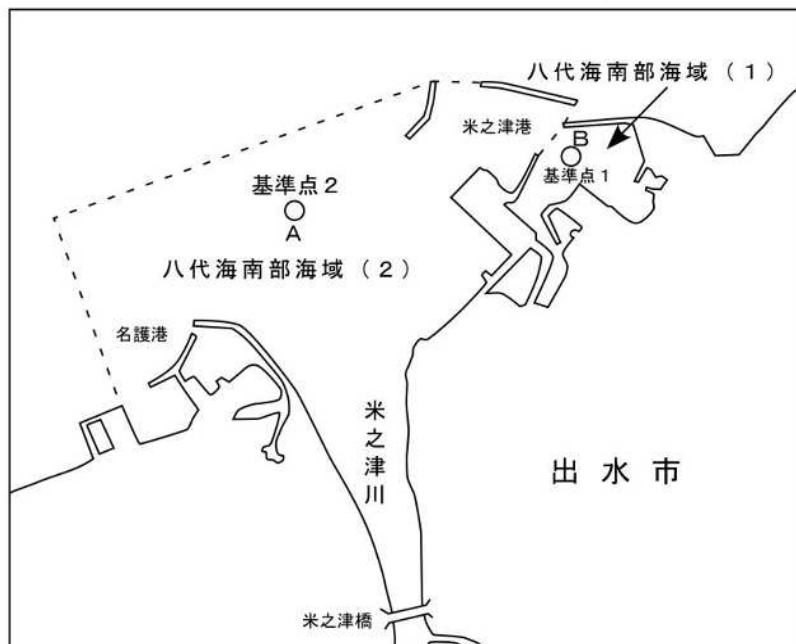 八代海南部海域（１）
米之津港
B
基準点１
基準点２
A
八代海南部海域（２）
名護港
米之津川
出水市
米之津橋